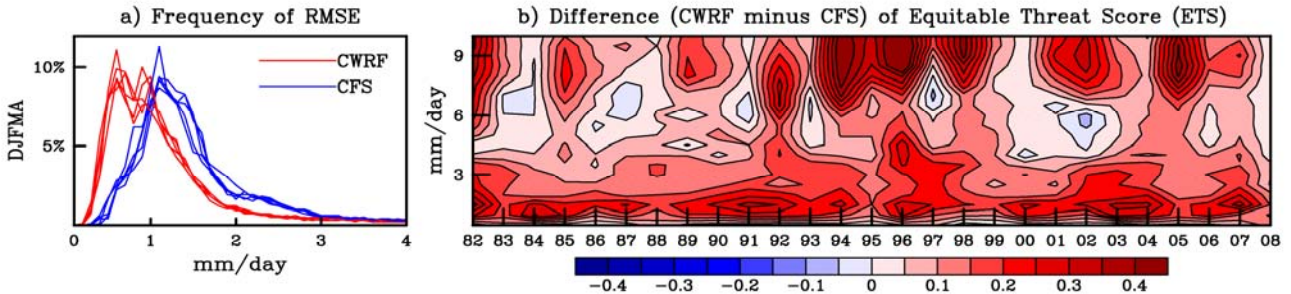 a) Frequency of RMSE
b) Difference (CWRF minus CFS) of Equitable Threat Score (ETS)
DJFMA
10%
5%
CWRF
CFS
0 1 2 3 4
mm/day
mm/day
9
6
3
82 83 84 85 86 87 88 89 90 91 92 93 94 95 96 97 98 99 00 01 02 03 04 05 06 07 08
-0.4 -0.3 -0.2 -0.1 0 0.1 0.2 0.3 0.4